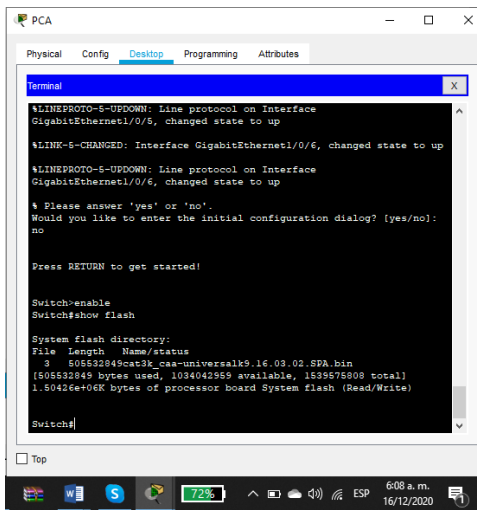 PCA
Physical Config Desktop Programming Attributes
Terminal X
%LINEPROTO-5-UPDOWN: Line protocol on Interface
GigabitEthernet1/0/5, changed state to up
%LINK-5-CHANGED: Interface GigabitEthernet1/0/6, changed state to up
%LINEPROTO-5-UPDOWN: Line protocol on Interface
GigabitEthernet1/0/6, changed state to up
% Please answer 'yes' or 'no'.
Would you like to enter the initial configuration dialog? [yes/no]:
no
Press RETURN to get started!
Switch>enable
Switch#show flash
System flash directory:
File Length Name/status
3 505532849cat3k_caa-universalk9.16.03.02.SPA.bin
[505532849 bytes used, 1034042959 available, 1539575808 total]
1.50426e+06K bytes of processor board System flash (Read/Write)
Switch#
Top
72% ESP 6:08 a. m.
16/12/2020 1